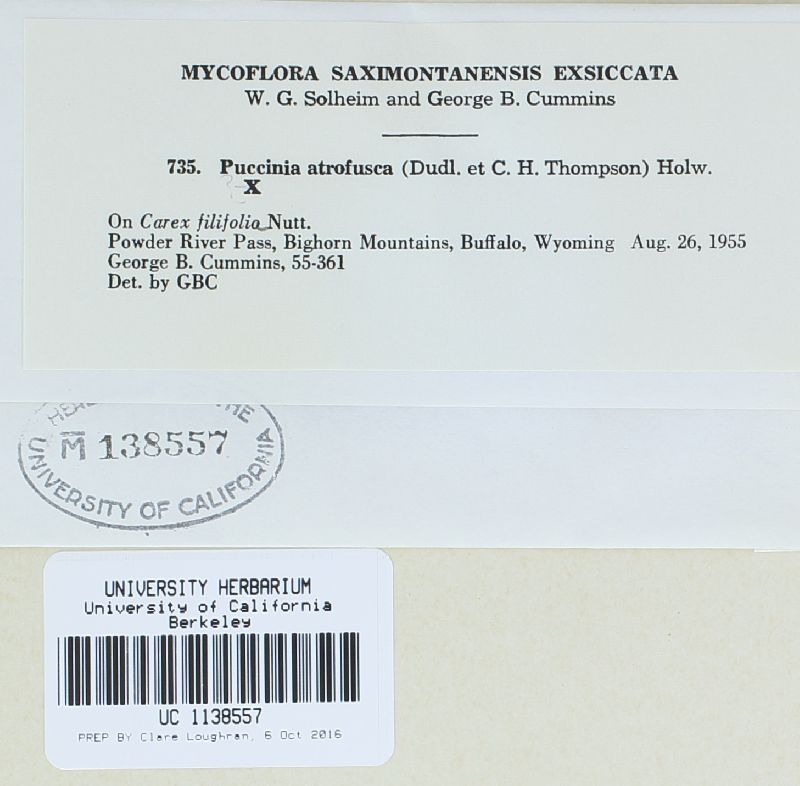 MYCOFLORA SAXIMONTANENSIS EXSICCATA
W. G. Solheim and George B. Cummins
735. Puccinia atrofusca (Dudl. et C. H. Thompson) Holw.
X
On Carex filifolia Nutt.
Powder River Pass, Bighorn Mountains, Buffalo, Wyoming Aug. 26, 1955
George B. Cummins, 55-361
Det. by GBC
M 138557
UNIVERSITY OF CALIFORNIA
UNIVERSITY HERBARIUM
University of California
Berkeley
UC 1138557
PREP BY Clare Loughran, 6 Oct 2016